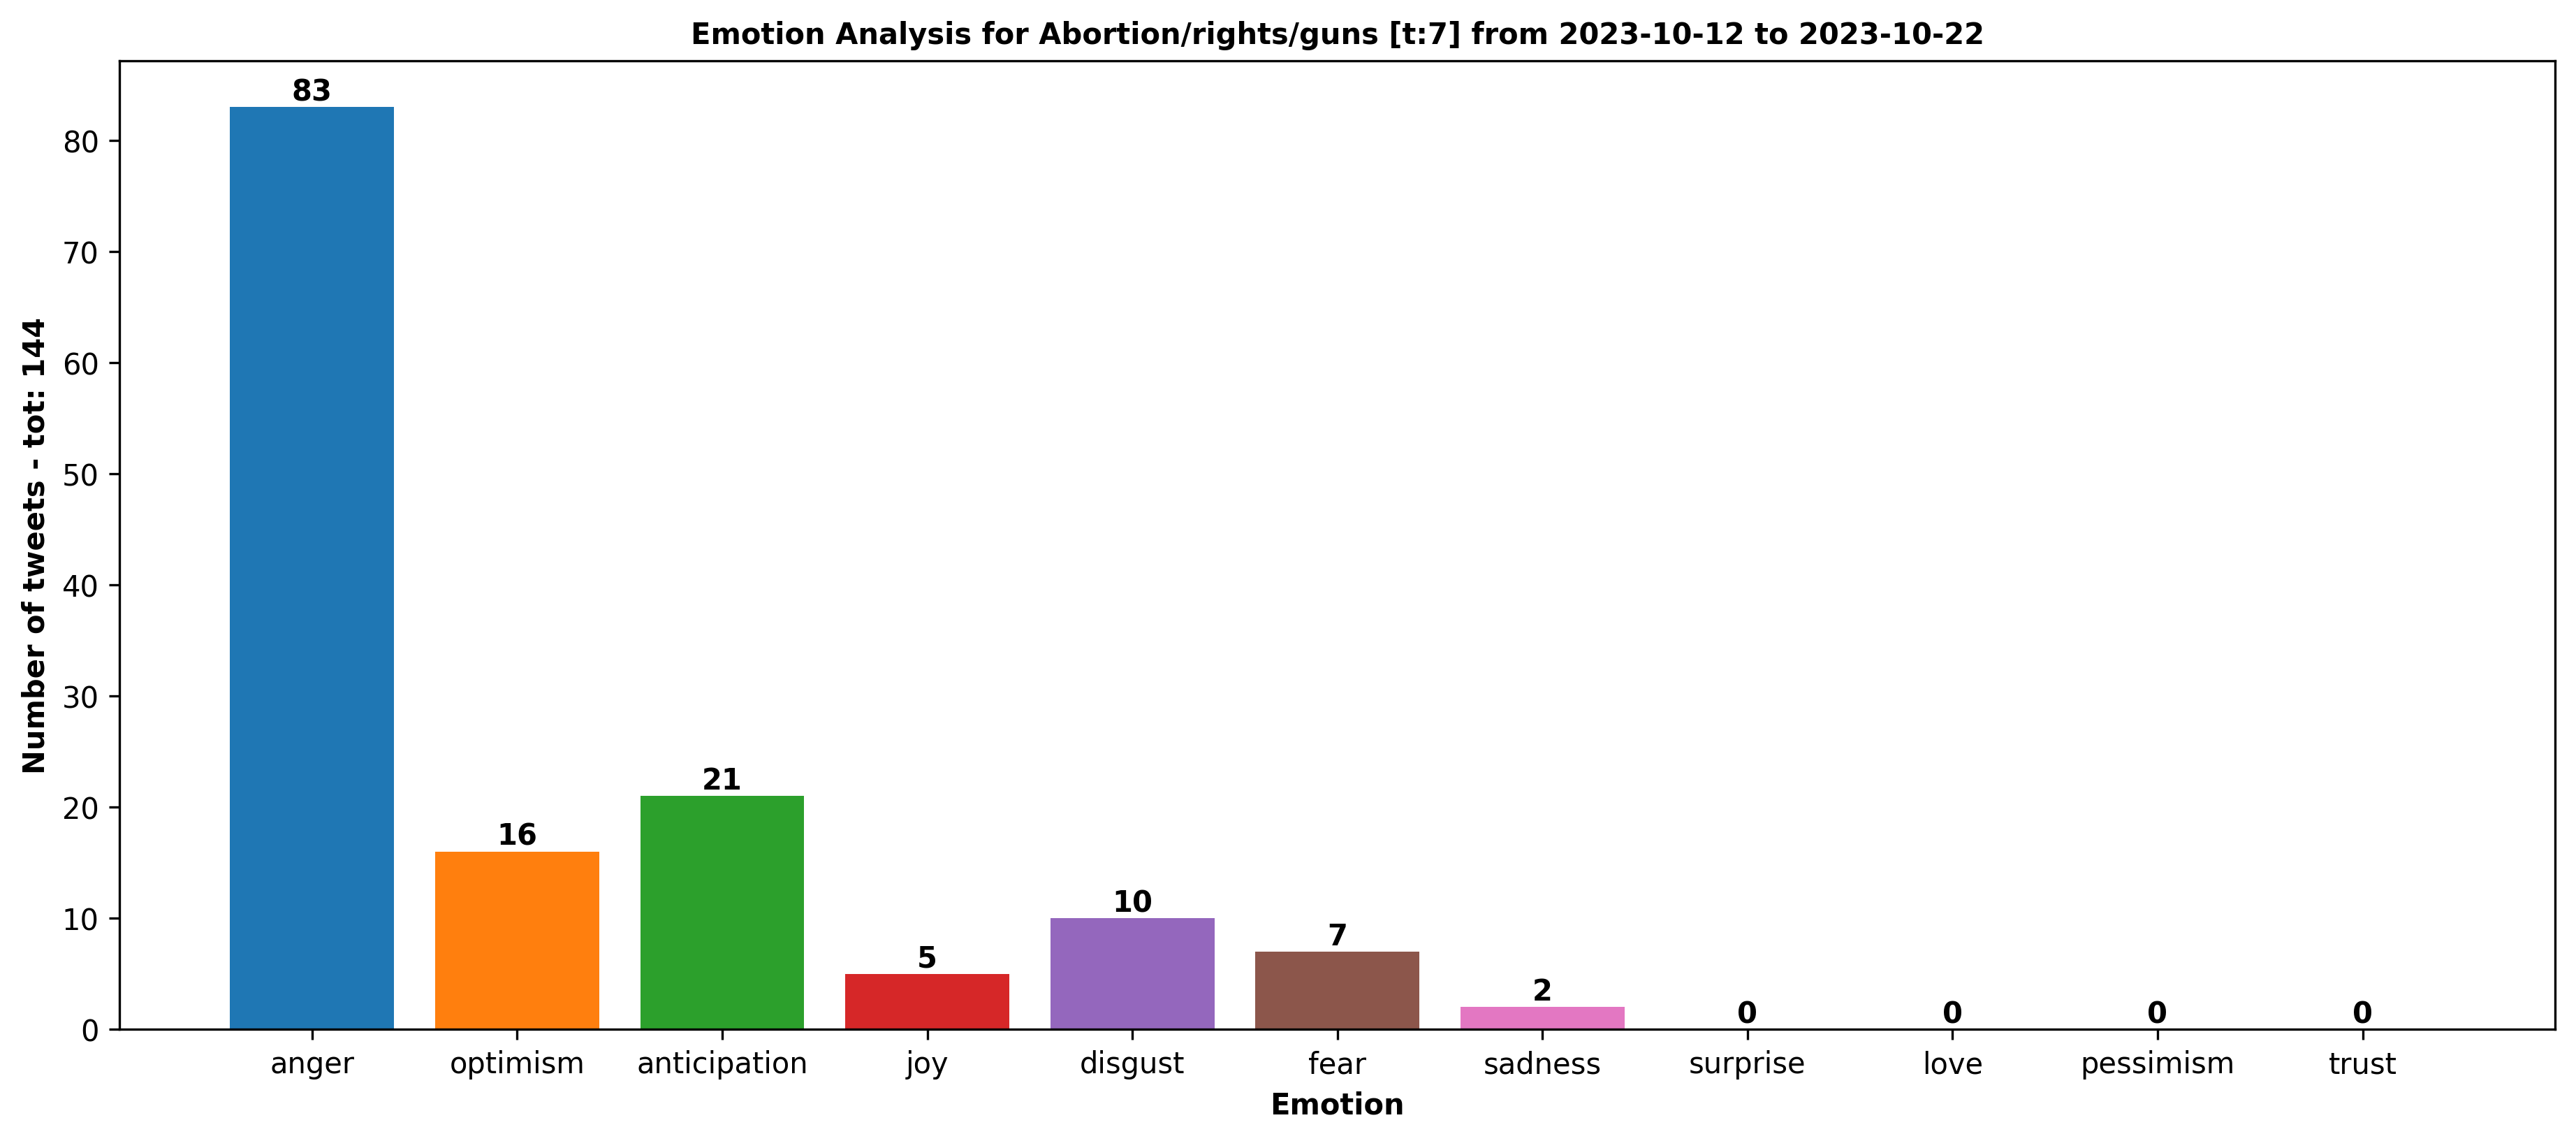 Emotion Analysis for Abortion/rights/guns [t:7] from 2023-10-12 to 2023-10-22
Number of tweets - tot: 144
80
70
60
50
40
30
20
10
0
83
16
21
5
10
7
2
0
0
0
0
anger
optimism
anticipation
joy
disgust
fear
sadness
surprise
love
pessimism
trust
Emotion